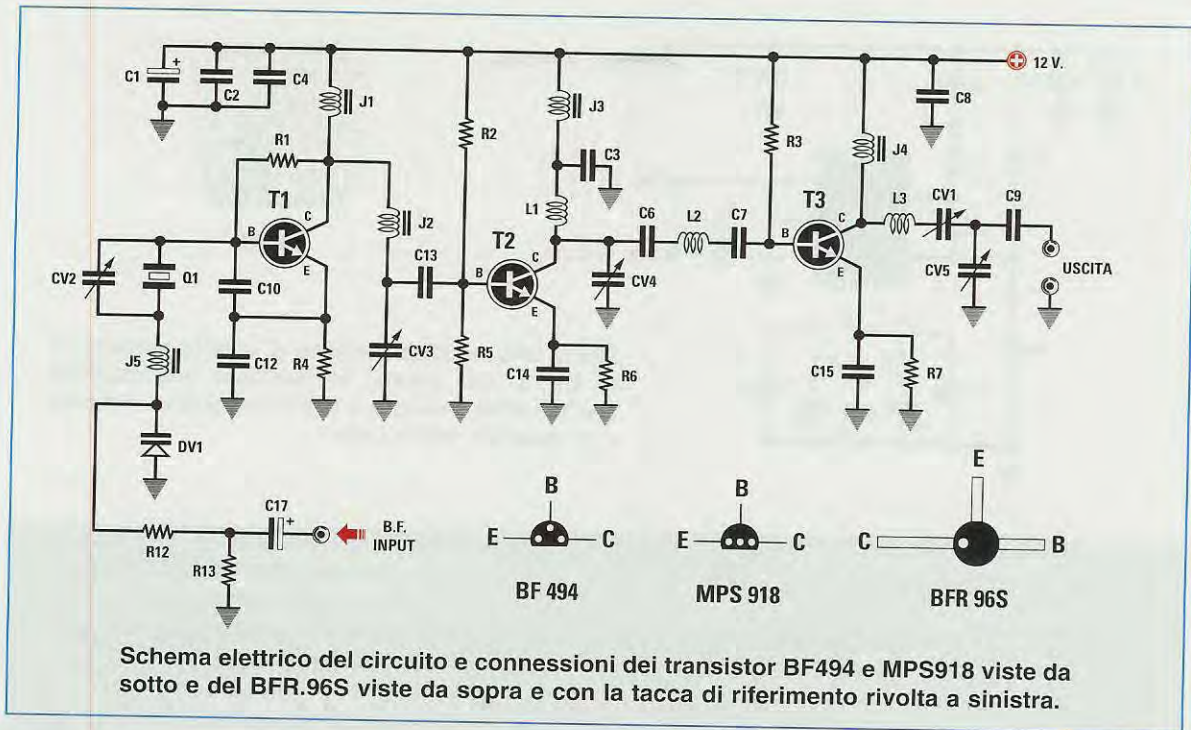 C1
+
C2
C4
J1
R2
J3
C3
R3
J4
C8
12 V.
R1
T1
B
C
E
J2
C13
L1
T2
B
C
E
C6
L2
C7
CV4
T3
B
C
E
L3
CV1
C9
CV5
USCITA
CV2
Q1
C10
J5
C12
R4
CV3
R5
C14
R6
C15
R7
DV1
R12
R13
C17
+
B.F.
INPUT
B
E
C
BF 494
B
E
C
MPS 918
E
C
B
BFR 96S
Schema elettrico del circuito e connessioni dei transistor BF494 e MPS918 viste da
sotto e del BFR.96S viste da sopra e con la tacca di riferimento rivolta a sinistra.